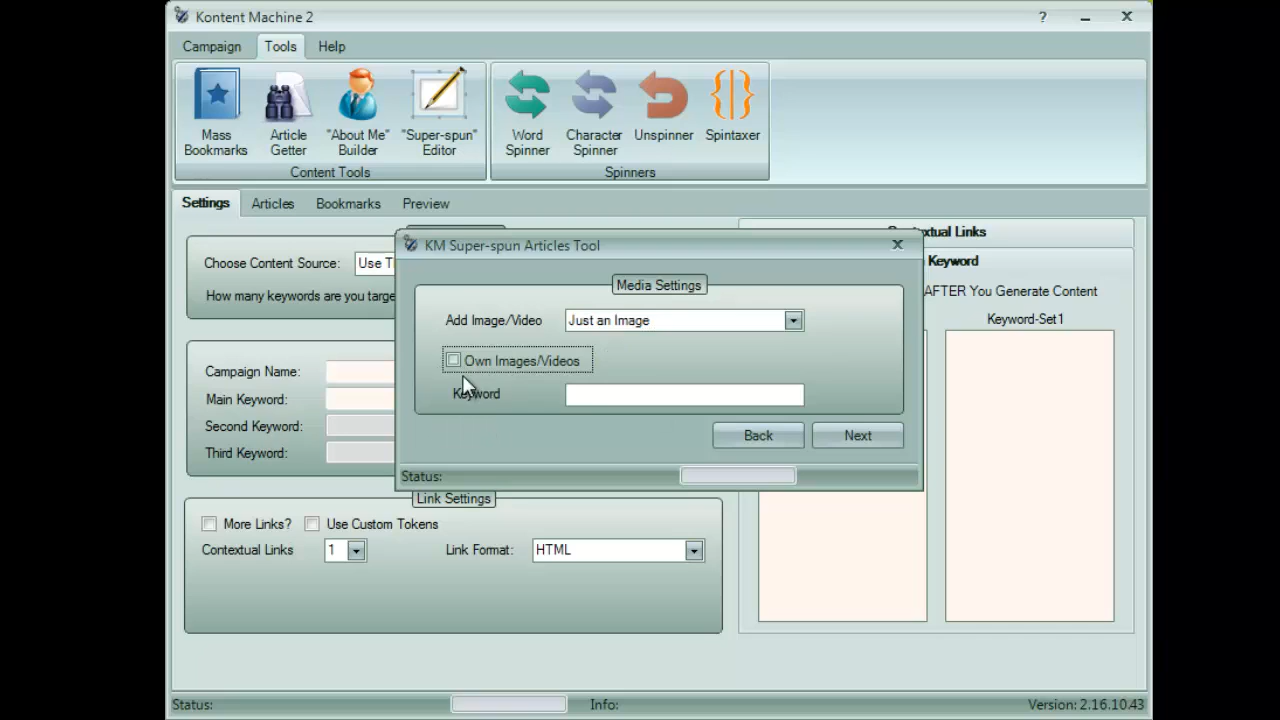 Kontent Machine 2
?
Campaign
Tools
Help
Mass Bookmarks
Article Getter
"About Me" Builder
"Super-spun" Editor
Word Spinner
Character Spinner
Unspinner
Spintaxer
Content Tools
Spinners
Settings
Articles
Bookmarks
Preview
Contextual Links
Choose Content Source:
Use T
Keyword
How many keywords are you targe
AFTER You Generate Content
Keyword-Set1
KM Super-spun Articles Tool
Media Settings
Add Image/Video
Just an Image
Own Images/Videos
Keyword
Back
Next
Status:
Campaign Name:
Main Keyword:
Second Keyword:
Third Keyword:
Link Settings
More Links?
Use Custom Tokens
Contextual Links
1
Link Format:
HTML
Status:
Info:
Version: 2.16.10.43